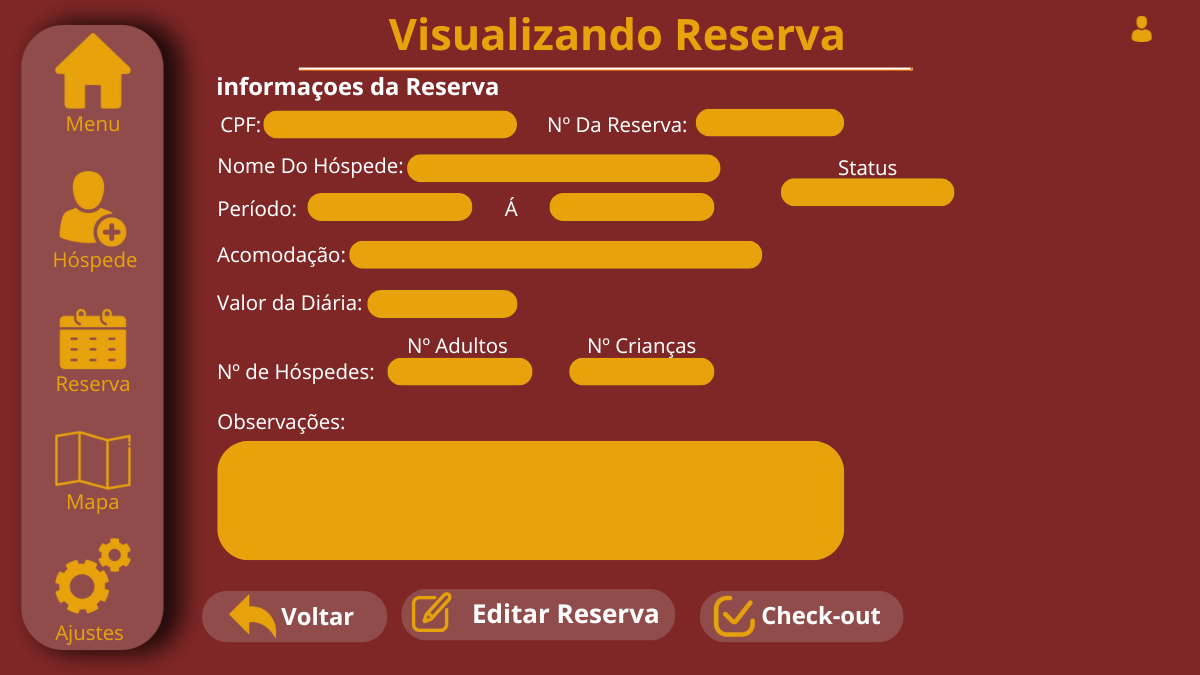 Visualizando Reserva
informaçoes da Reserva
CPF:
Nº Da Reserva:
Nome Do Hóspede:
Status
Período:
Á
Acomodação:
Valor da Diária:
Nº Adultos
Nº Crianças
Nº de Hóspedes:
Observações:
Voltar
Editar Reserva
Check-out
Menu
Hóspede
Reserva
Mapa
Ajustes